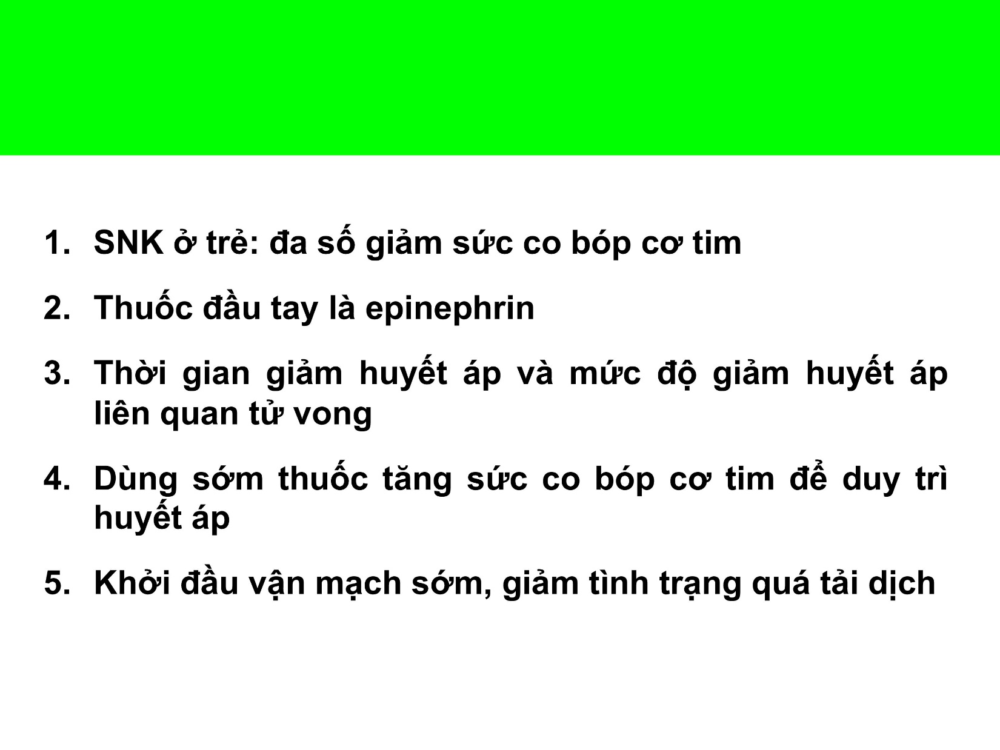 1. SNK ở trẻ: đa số giảm sức co bóp cơ tim
2. Thuốc đầu tay là epinephrin
3. Thời gian giảm huyết áp và mức độ giảm huyết áp
liên quan tử vong
4. Dùng sớm thuốc tăng sức co bóp cơ tim để duy trì
huyết áp
5. Khởi đầu vận mạch sớm, giảm tình trạng quá tải dịch